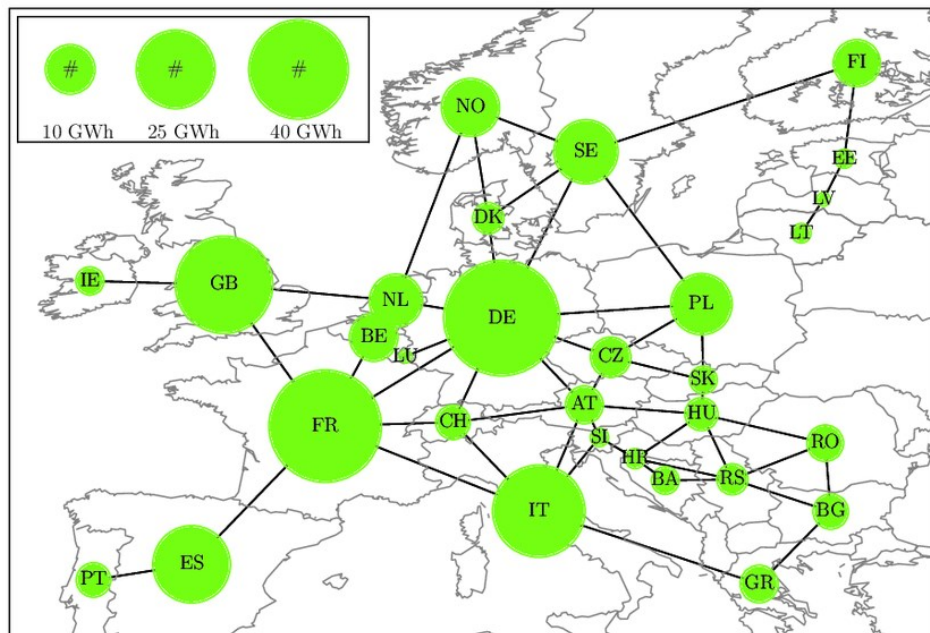 # # #
10 GWh 25 GWh 40 GWh
FI
NO
SE
EE
LV
DK
LT
IE
GB
NL
DE
PL
BE
LU
CZ
SK
AT
HU
FR
CH
SI
RO
HR
BA
RS
IT
BG
ES
PT
GR